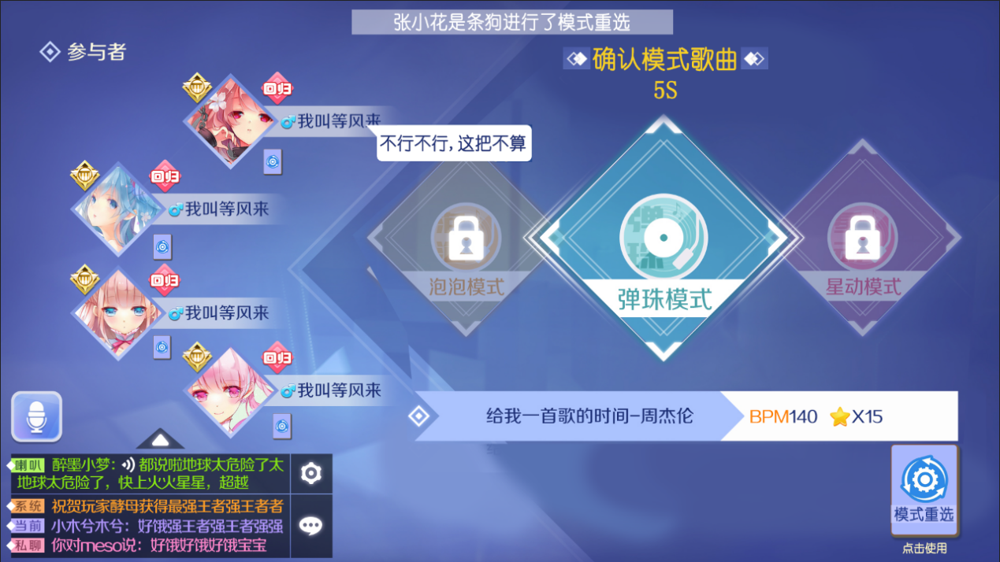 张小花是条狗进行了模式重选
参与者
确认模式歌曲
5S
回归
我叫等风来
不行不行,这把不算
回归
我叫等风来
回归
我叫等风来
回归
我叫等风来
泡泡模式
弹珠模式
星动模式
给我一首歌的时间-周杰伦
BPM140
X15
喇叭 醉墨小梦: 都说啦地球太危险了太
地球太危险了，快上火火星星，超越
系统 祝贺玩家酵母获得最强王者强王者者
当前 小木兮木兮：好饿强王者强王者强强
私聊 你对meso说：好饿好饿好饿宝宝
模式重选
点击使用